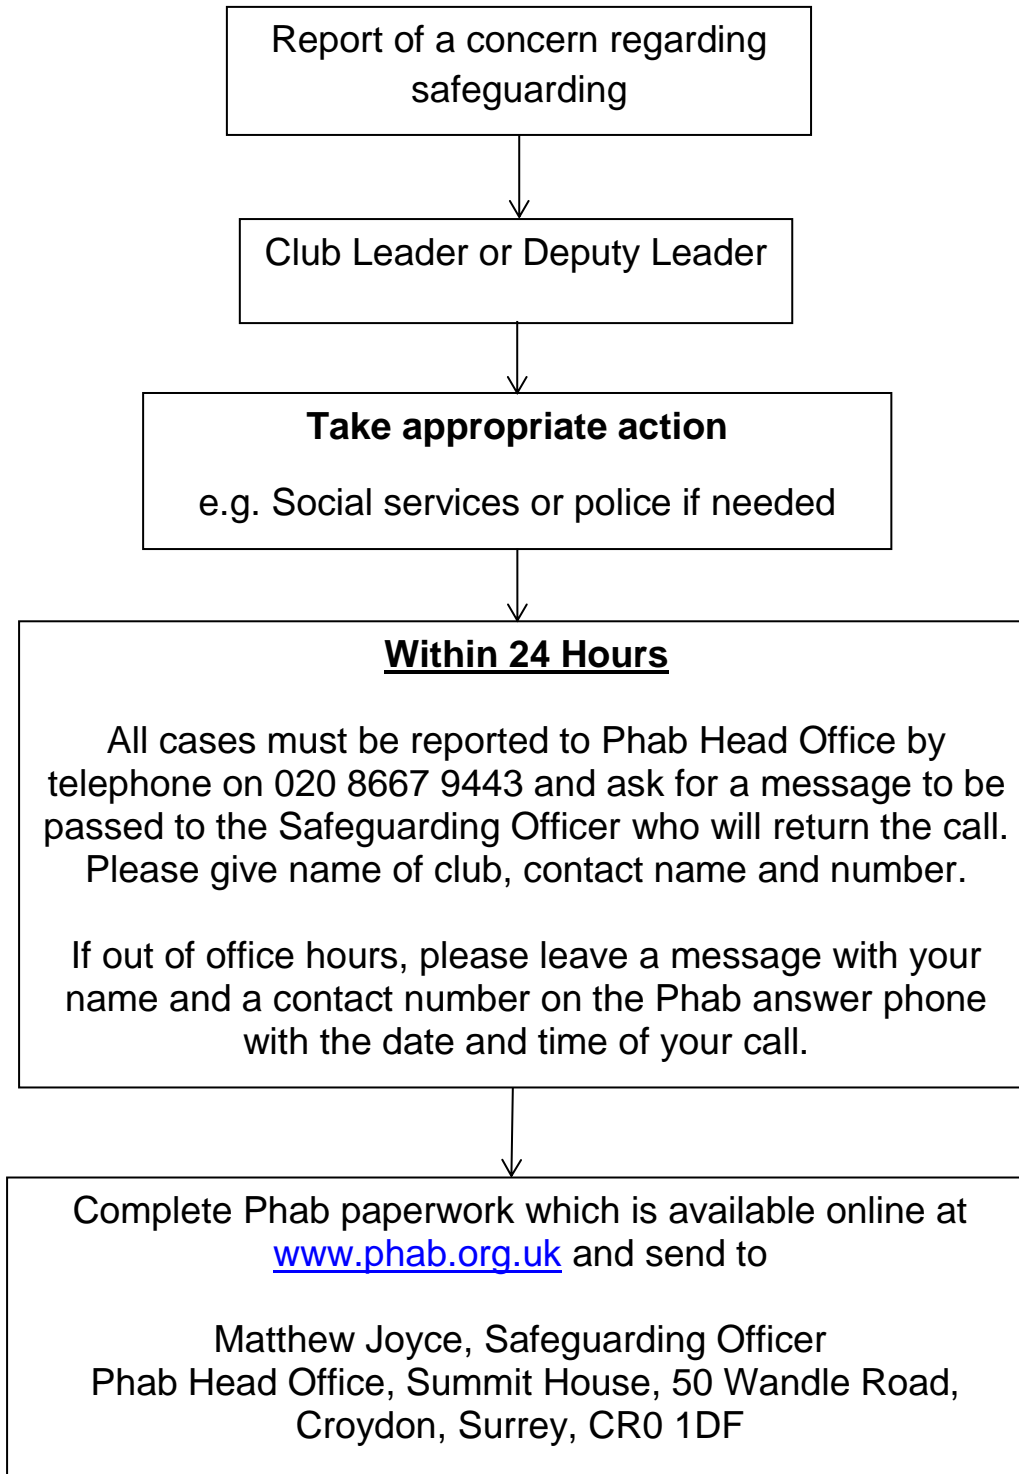 Report of a concern regarding
safeguarding
Club Leader or Deputy Leader
Take appropriate action
e.g. Social services or police if needed
Within 24 Hours
All cases must be reported to Phab Head Office by
telephone on 020 8667 9443 and ask for a message to be
passed to the Safeguarding Officer who will return the call.
Please give name of club, contact name and number.
If out of office hours, please leave a message with your
name and a contact number on the Phab answer phone
with the date and time of your call.
Complete Phab paperwork which is available online at
www.phab.org.uk and send to
Matthew Joyce, Safeguarding Officer
Phab Head Office, Summit House, 50 Wandle Road,
Croydon, Surrey, CR0 1DF